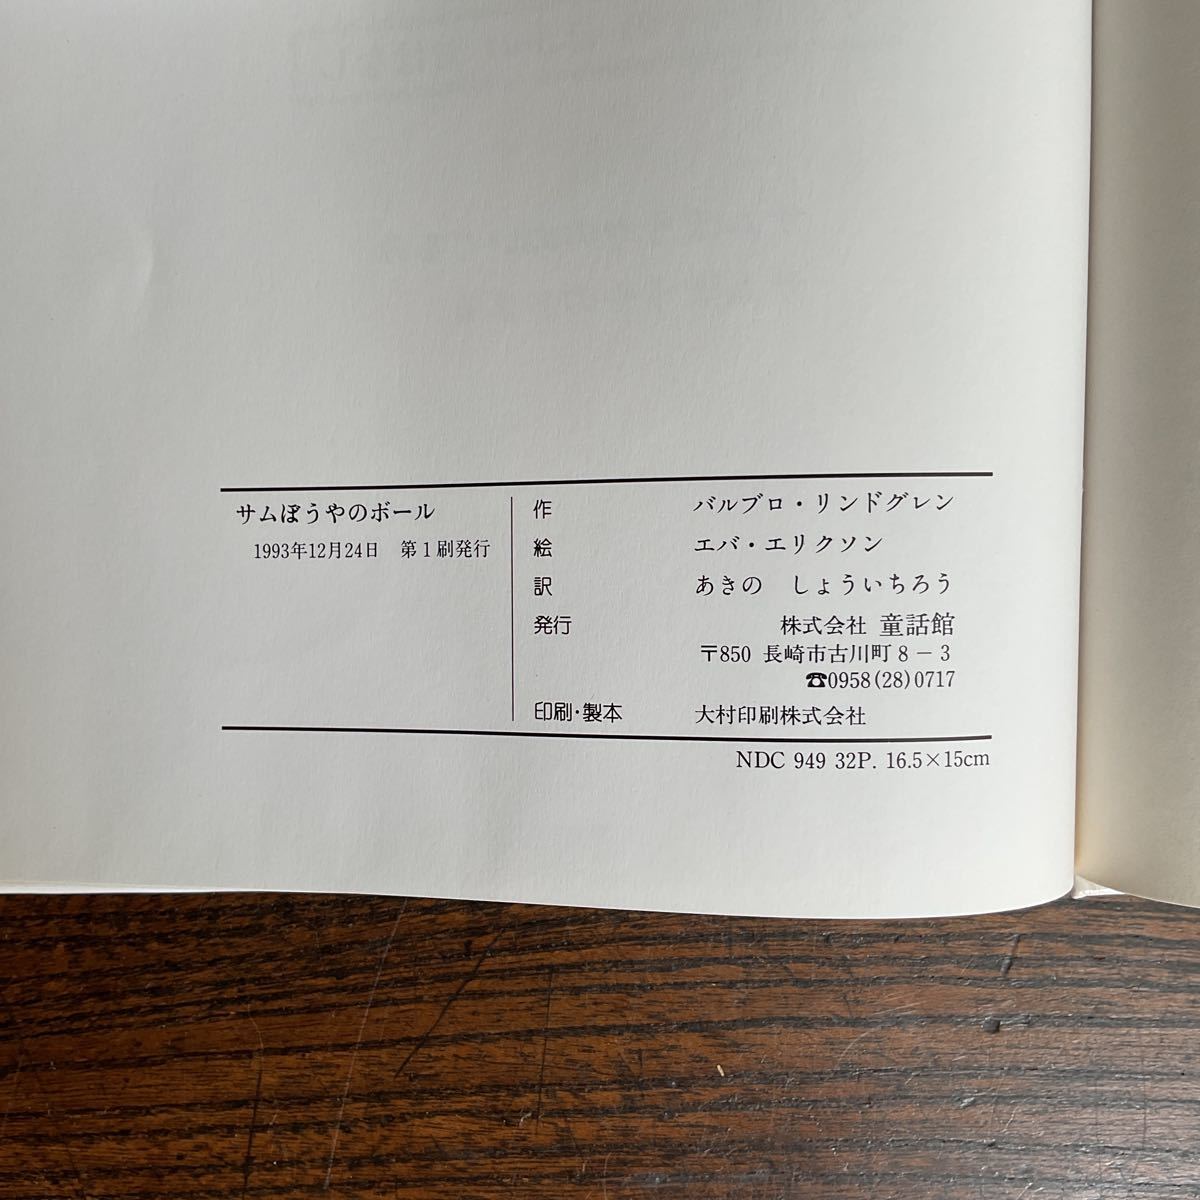 サムぼうやのボール
1993年12月24日　第1刷発行
作　バルブロ・リンドグレン
絵　エバ・エリクソン
訳　あきの　しょういちろう
発行　株式会社 童話館
〒850 長崎市古川町8－3
☎0958(28)0717
印刷・製本　大村印刷株式会社
NDC 949 32P. 16.5×15cm